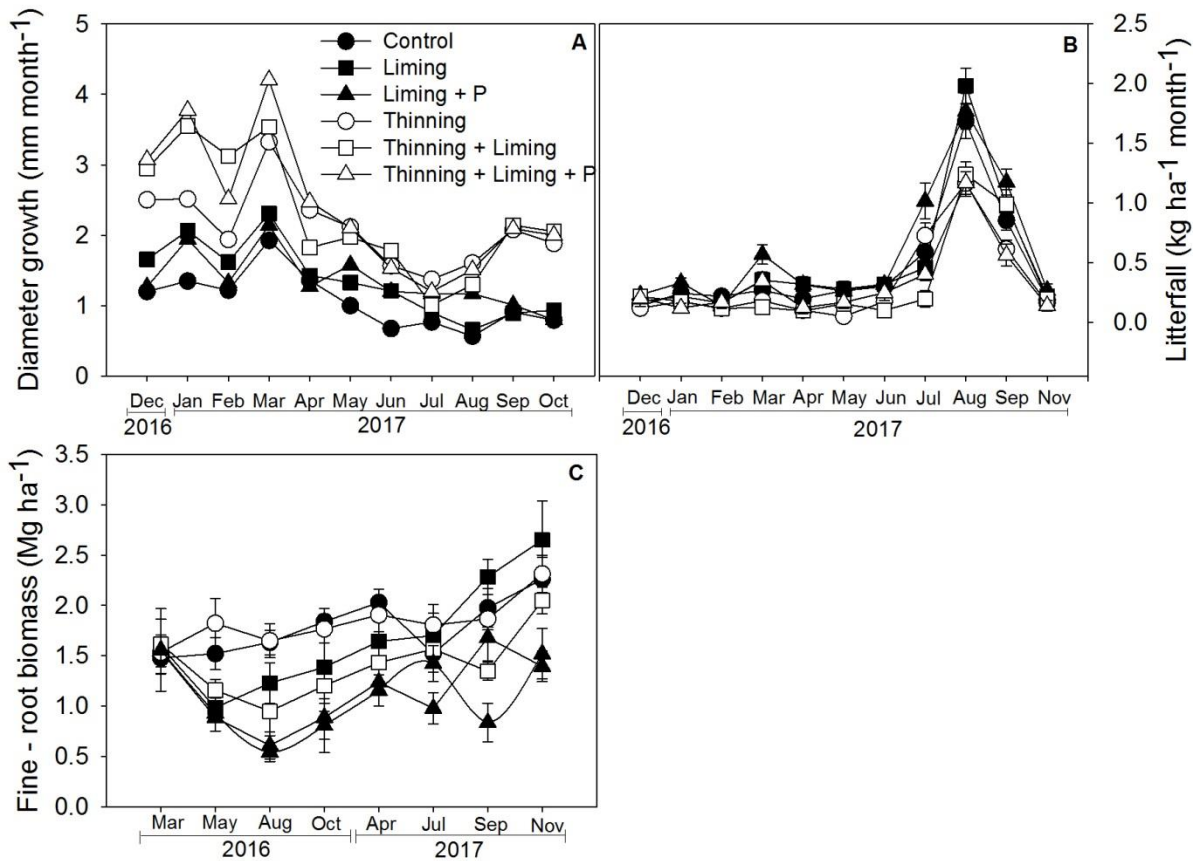 Diameter growth (mm month-1)
5
4
3
2
1
0
A
Control
Liming
Liming + P
Thinning
Thinning + Liming
Thinning + Liming + P
Dec Jan Feb Mar Apr May Jun Jul Aug Sep Oct
2016 2017
B
2.5
2.0
1.5
1.0
0.5
0.0
Litterfall (kg ha-1 month-1)
Dec Jan Feb Mar Apr May Jun Jul Aug Sep Nov
2016 2017
Fine - root biomass (Mg ha-1)
3.5
3.0
2.5
2.0
1.5
1.0
0.5
0.0
C
Mar May Aug Oct Apr Jul Sep Nov
2016 2017